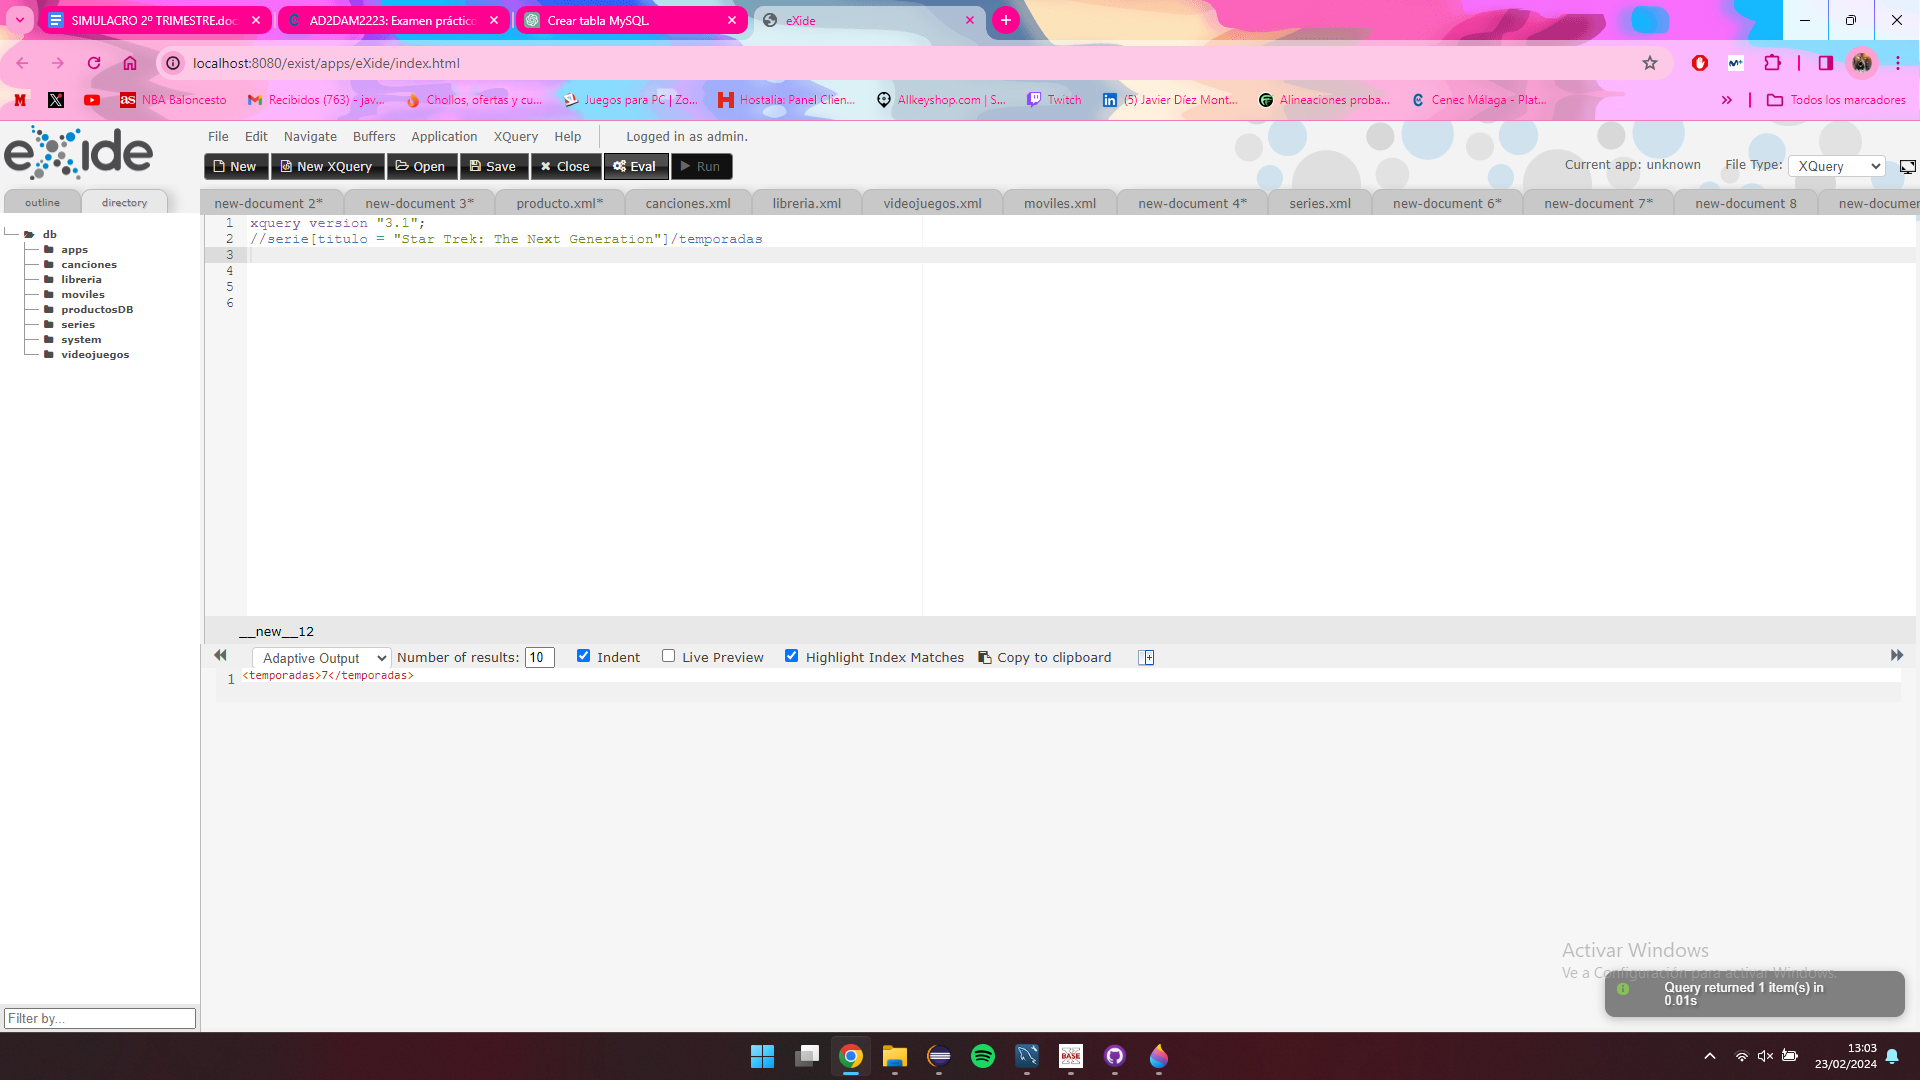 SIMULACRO 2º TRIMESTRE.doc
AD2DAM2223: Examen práctico
Crear tabla MySQL.
eXide
localhost:8080/exist/apps/eXide/index.html
NBA Baloncesto
Recibidos (763) - jav...
Chollos, ofertas y cu...
Juegos para PC | Zo...
Hostalia: Panel Clien...
Allkeyshop.com | S...
Twitch
(5) Javier Díez Mont...
Alineaciones proba...
Cenec Málaga - Plat...
Todos los marcadores
eXide
File Edit Navigate Buffers Application XQuery Help Logged in as admin.
New New XQuery Open Save Close Eval Run
Current app: unknown File Type: XQuery
outline directory
new-document 2* new-document 3* producto.xml* canciones.xml libreria.xml videojuegos.xml moviles.xml new-document 4* series.xml new-document 6* new-document 7* new-document 8 new-documen
db
apps
canciones
libreria
moviles
productosDB
series
system
videojuegos
1 xquery version "3.1";
2 //serie[titulo = "Star Trek: The Next Generation"]/temporadas
3
4
5
6
__new__12
Adaptive Output Number of results: 10 Indent Live Preview Highlight Index Matches Copy to clipboard
1 <temporadas>7</temporadas>
Activar Windows
Ve a Configuración para activar Windows.
Query returned 1 item(s) in
0.01s
Filter by...
BASE
13:03
23/02/2024